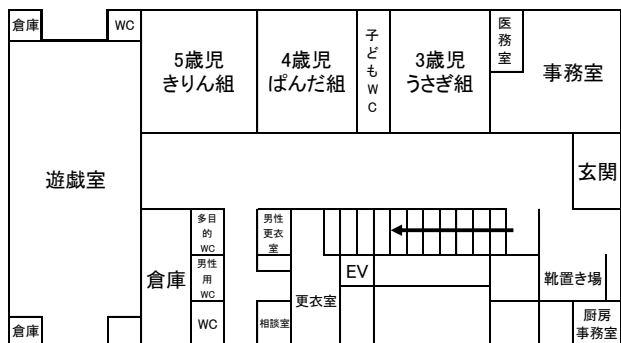 倉庫
WC
5歳児
きりん組
4歳児
ぱんだ組
子どもWC
3歳児
うさぎ組
医務室
事務室
遊戯室
玄関
倉庫
多目
的
WC
男性
用
WC
WC
男性
更衣
室
更衣室
相談室
EV
靴置き場
厨房
事務室
倉庫